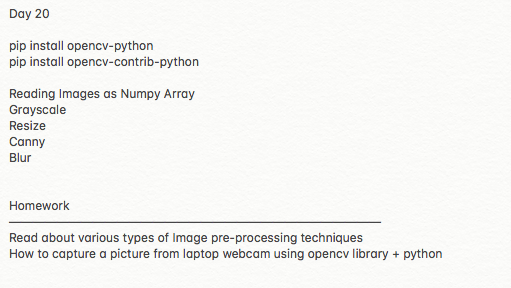 Day 20
pip install opencv-python
pip install opencv-contrib-python
Reading Images as Numpy Array
Grayscale
Resize
Canny
Blur
Homework
Read about various types of Image pre-processing techniques
How to capture a picture from laptop webcam using opencv library + python